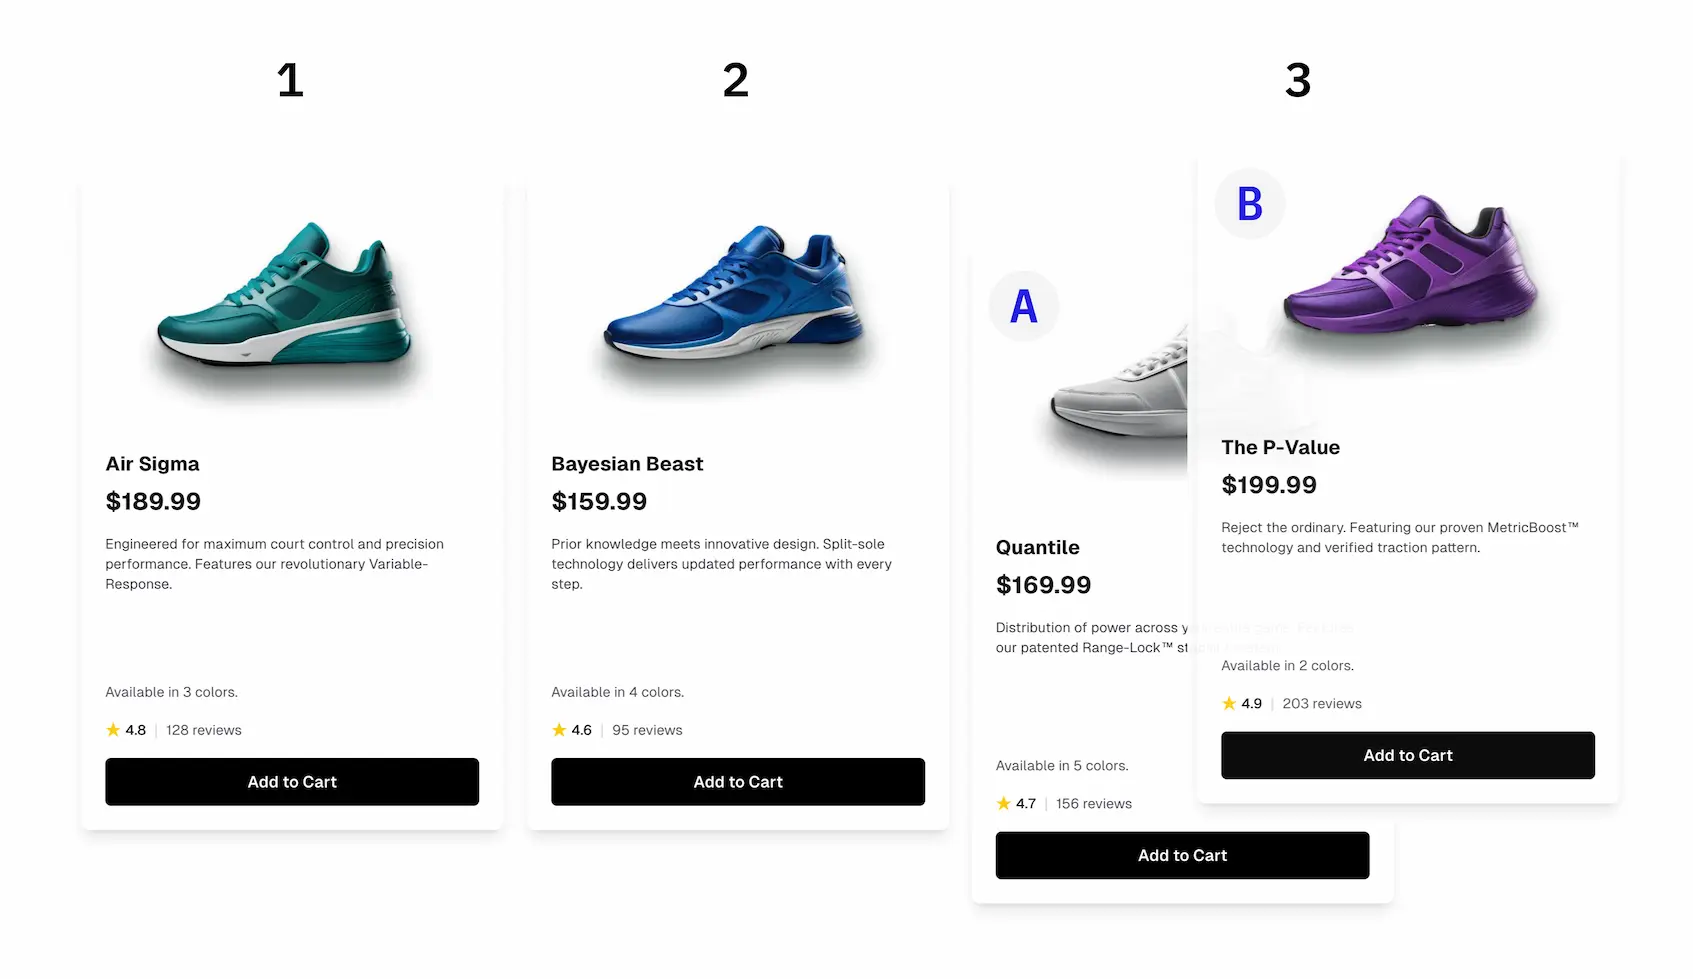 1
2
3
Air Sigma
$189.99
Engineered for maximum court control and precision
performance. Features our revolutionary Variable-
Response.
Available in 3 colors.
4.8 | 128 reviews
Add to Cart
Bayesian Beast
$159.99
Prior knowledge meets innovative design. Split-sole
technology delivers updated performance with every
step.
Available in 4 colors.
4.6 | 95 reviews
Add to Cart
A
Quantile
$169.99
Distribution of power across
our patented Range-Lock™
Available in 5 colors.
4.7 | 156 reviews
Add to Cart
B
The P-Value
$199.99
Reject the ordinary. Featuring our proven MetricBoost™
technology and verified traction pattern.
Available in 2 colors.
4.9 | 203 reviews
Add to Cart